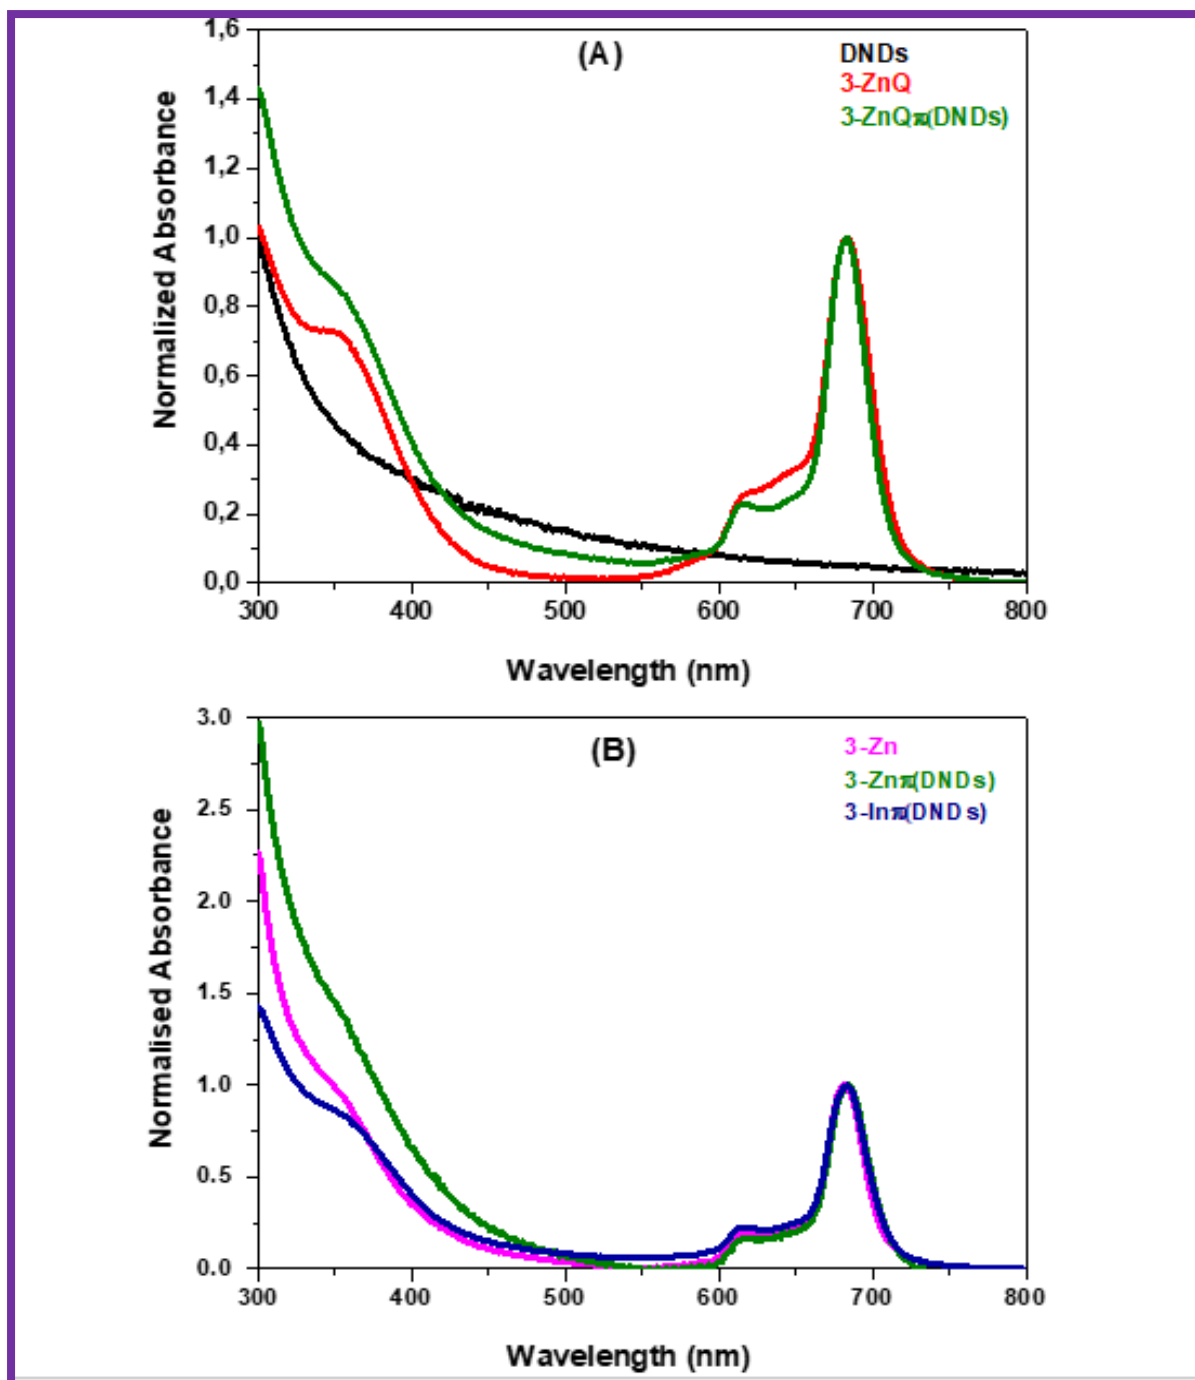 (A)
DNDs
3-ZnQ
3-ZnQπ(DNDs)
Normalized Absorbance
1,6
1,4
1,2
1,0
0,8
0,6
0,4
0,2
0,0
300 400 500 600 700 800
Wavelength (nm)
(B)
3-Zn
3-Znπ(DNDs)
3-Inπ(DNDs)
Normalised Absorbance
3.0
2.5
2.0
1.5
1.0
0.5
0.0
300 400 500 600 700 800
Wavelength (nm)